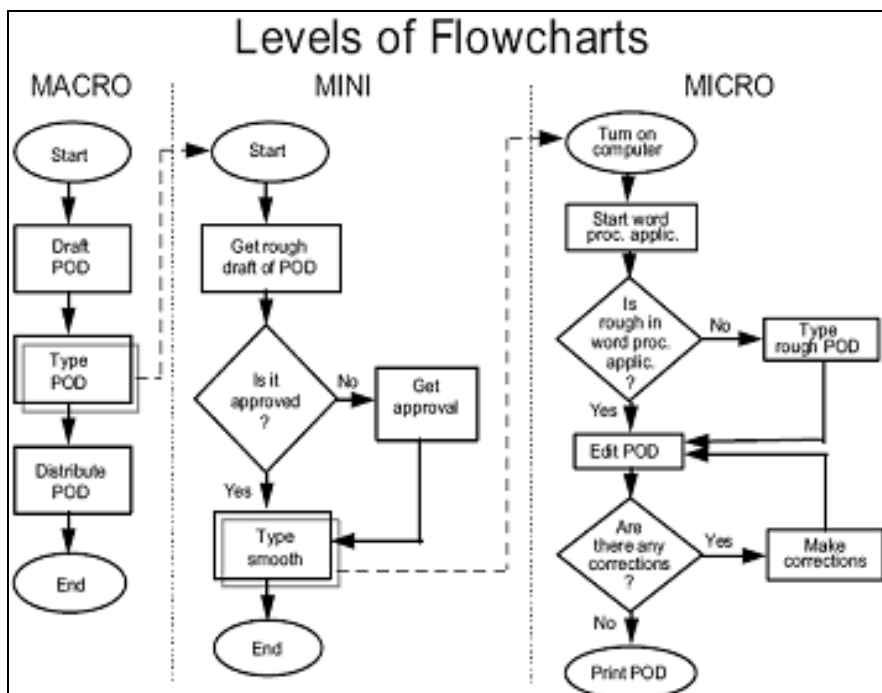 Levels of Flowcharts
MACRO
Start
Draft
POD
Type
POD
Distribute
POD
End
MINI
Start
Get rough
draft of POD
Is it
approved
?
No
Get
approval
Yes
Type
smooth
End
MICRO
Turn on
computer
Start word
proc. applic.
Is
rough in
word proc.
applic.
?
No
Type
rough POD
Yes
Edit POD
Are
there any
corrections
?
Yes
Make
corrections
No
Print POD